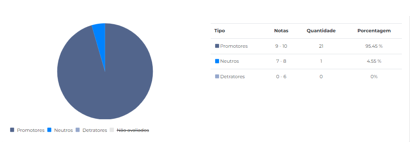 Tipo Notas Quantidade Porcentagem
Promotores 9 - 10 21 95.45 %
Neutros 7 - 8 1 4.55 %
Detratores 0 - 6 0 0%
Promotores Neutros Detratores Não avaliados